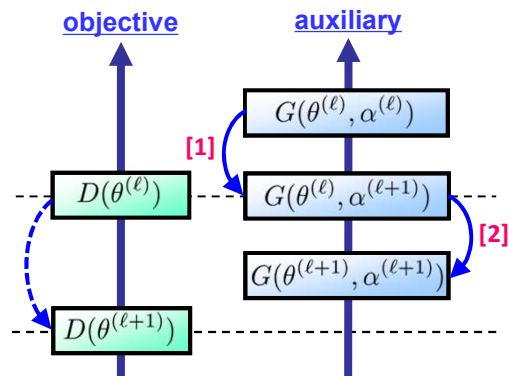 objective auxiliary
G(θ^(ℓ), α^(ℓ))
[1]
D(θ^(ℓ)) G(θ^(ℓ), α^(ℓ+1))
[2]
G(θ^(ℓ+1), α^(ℓ+1))
D(θ^(ℓ+1))